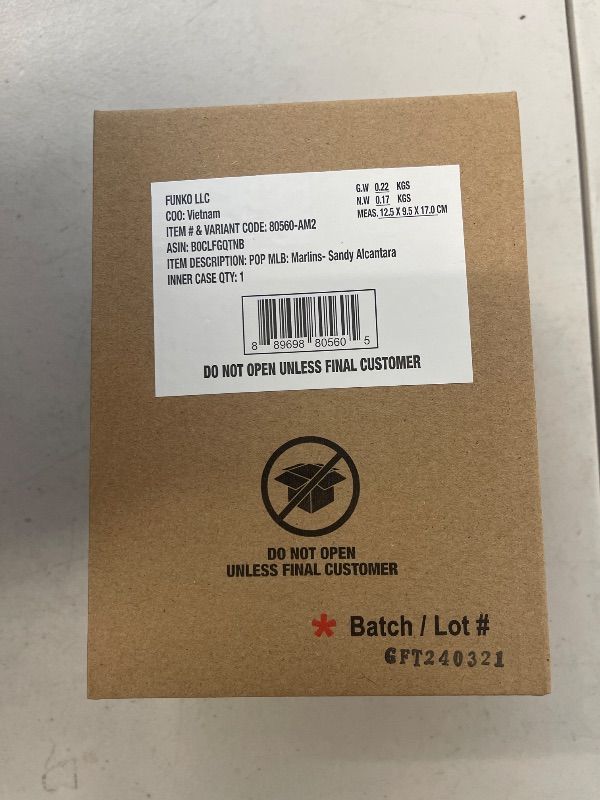 FUNKO LLC
COO: Vietnam
ITEM # & VARIANT CODE: 80560-AM2
ASIN: B0CLFGQTNB
ITEM DESCRIPTION: POP MLB: Marlins- Sandy Alcantara
INNER CASE QTY: 1
G.W 0.22 KGS
N.W 0.17 KGS
MEAS. 12.5 X 9.5 X 17.0 CM
8 89698 80560 5
DO NOT OPEN UNLESS FINAL CUSTOMER
DO NOT OPEN
UNLESS FINAL CUSTOMER
* Batch / Lot #
GFT240321